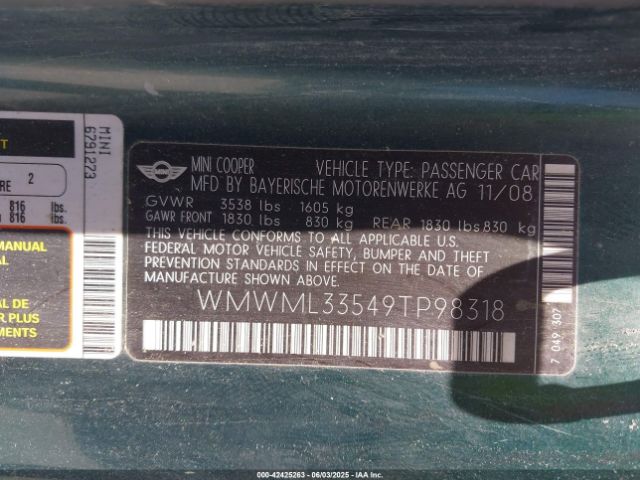 T
RE 2
816 lbs.
816 lbs.
MANUAL
AL
E DE
R PLUS
EMENTS
MINI
6791273
MINI
MINI COOPER VEHICLE TYPE: PASSENGER CAR
MFD BY BAYERISCHE MOTORENWERKE AG 11/08
GVWR 3538 lbs 1605 kg
GAWR FRONT 1830 lbs 830 kg REAR 1830 lbs 830 kg
THIS VEHICLE CONFORMS TO ALL APPLICABLE U.S.
FEDERAL MOTOR VEHICLE SAFETY, BUMPER AND THEFT
PREVENTION STANDARDS IN EFFECT ON THE DATE OF
MANUFACTURE SHOWN ABOVE.
WMWML33549TP98318
7 049 307
000-42425263 - 06/03/2025 - IAA Inc.